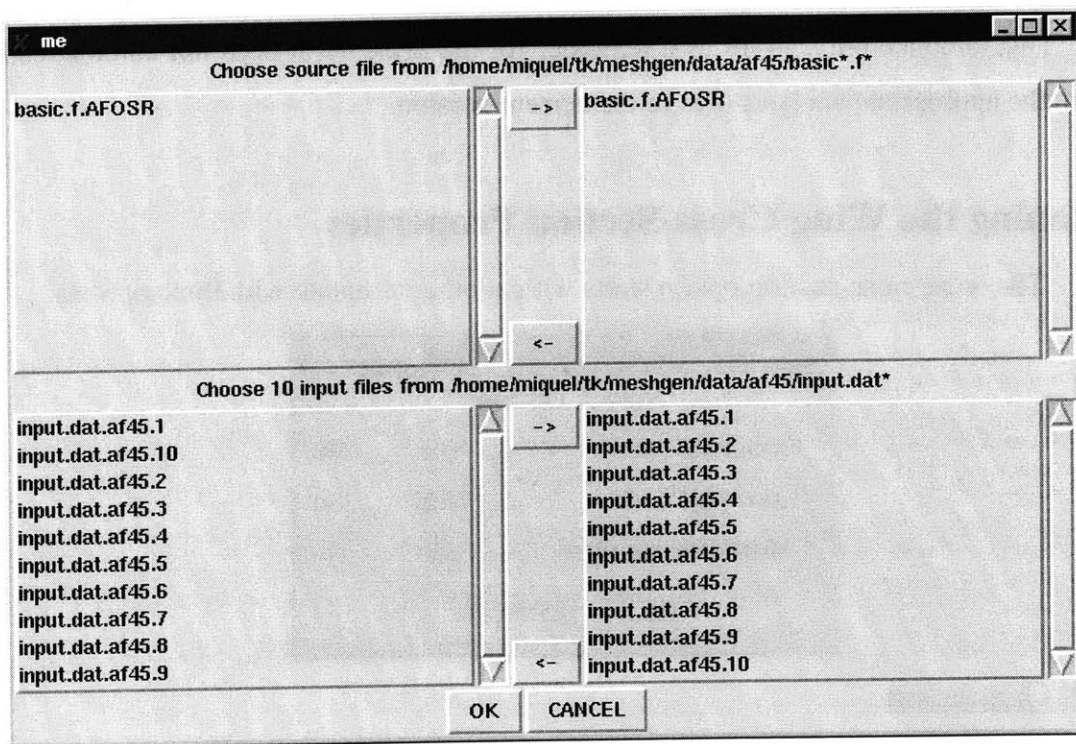 me
Choose source file from /home/miquel/tk/meshgen/data/af45/basic*.f*
basic.f.AFOSR
->
basic.f.AFOSR
<-
Choose 10 input files from /home/miquel/tk/meshgen/data/af45/input.dat*
input.dat.af45.1
input.dat.af45.10
input.dat.af45.2
input.dat.af45.3
input.dat.af45.4
input.dat.af45.5
input.dat.af45.6
input.dat.af45.7
input.dat.af45.8
input.dat.af45.9
->
<-
input.dat.af45.1
input.dat.af45.2
input.dat.af45.3
input.dat.af45.4
input.dat.af45.5
input.dat.af45.6
input.dat.af45.7
input.dat.af45.8
input.dat.af45.9
input.dat.af45.10
OK
CANCEL